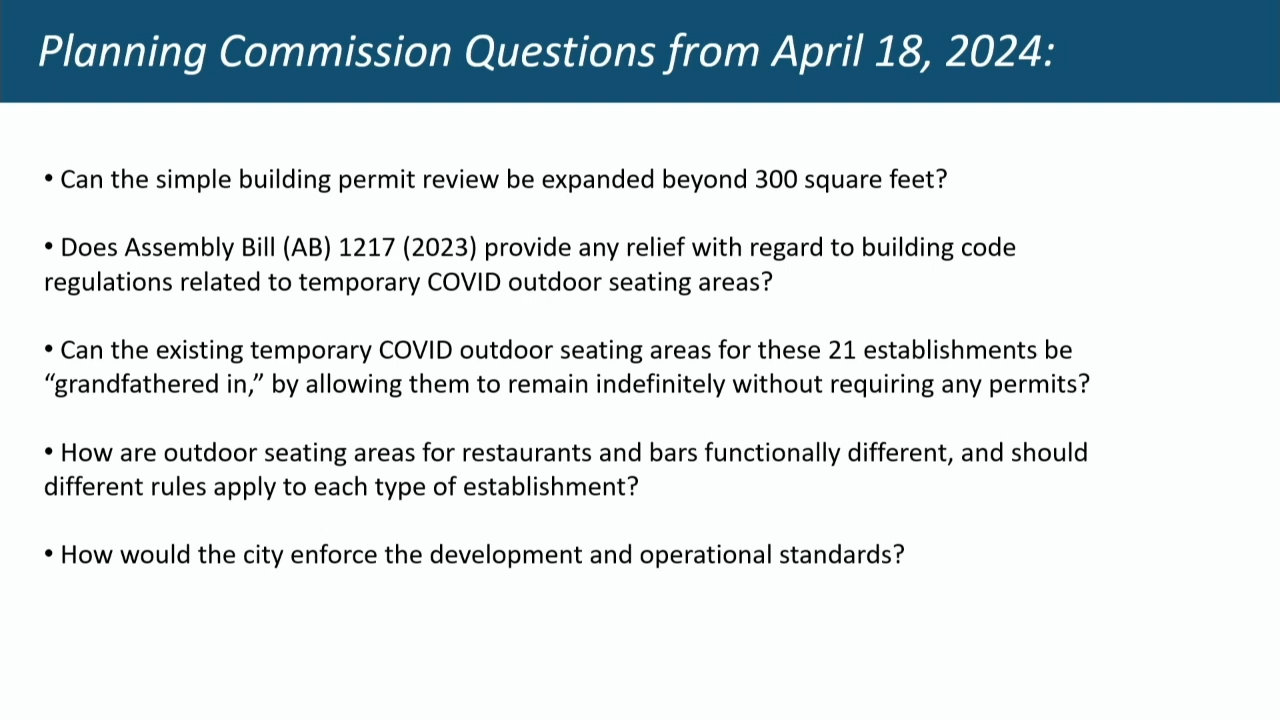 Planning Commission Questions from April 18, 2024:
• Can the simple building permit review be expanded beyond 300 square feet?
• Does Assembly Bill (AB) 1217 (2023) provide any relief with regard to building code
regulations related to temporary COVID outdoor seating areas?
• Can the existing temporary COVID outdoor seating areas for these 21 establishments be
“grandfathered in,” by allowing them to remain indefinitely without requiring any permits?
• How are outdoor seating areas for restaurants and bars functionally different, and should
different rules apply to each type of establishment?
• How would the city enforce the development and operational standards?